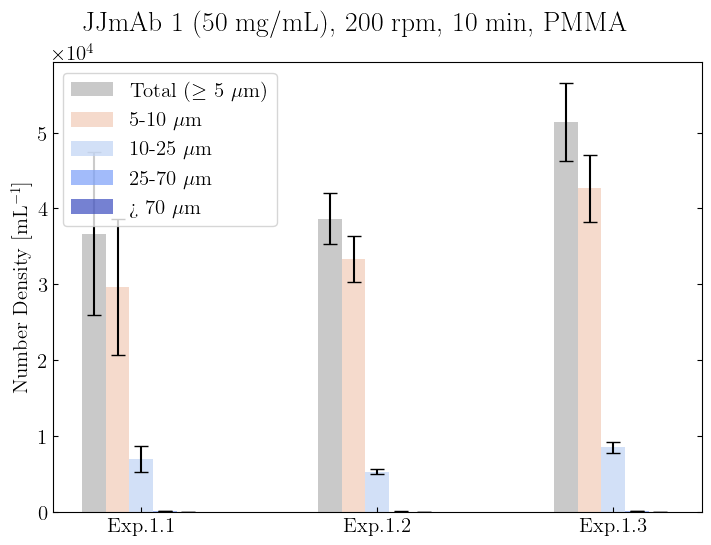 JJmAb 1 (50 mg/mL), 200 rpm, 10 min, PMMA
×10⁴
Total (≥ 5 μm)
5-10 μm
10-25 μm
25-70 μm
¿ 70 μm
Number Density [mL⁻¹]
5
4
3
2
1
0
Exp.1.1 Exp.1.2 Exp.1.3